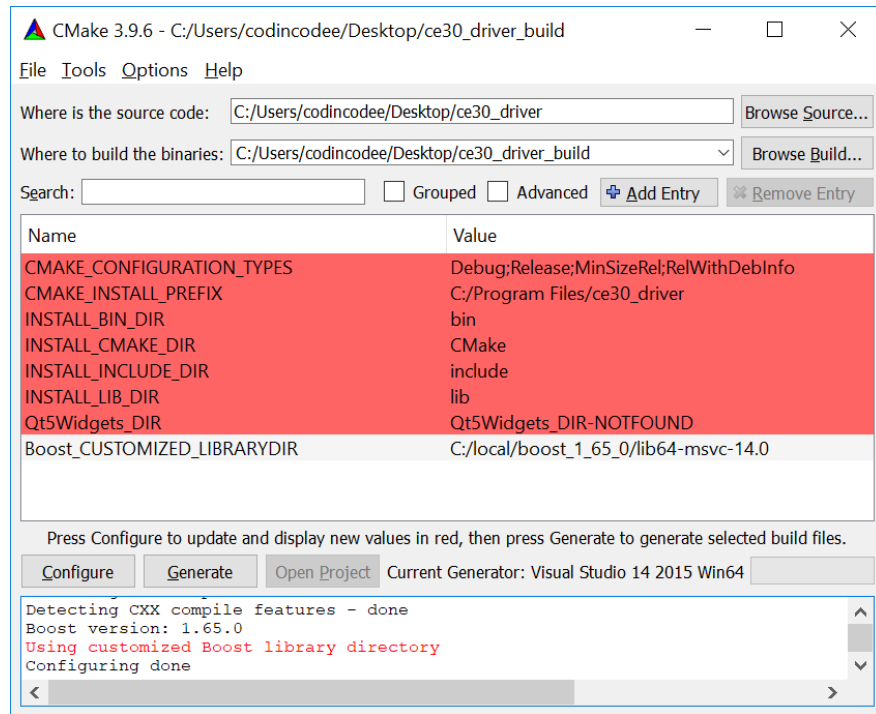 CMake 3.9.6 - C:/Users/codincodee/Desktop/ce30_driver_build
File Tools Options Help
Where is the source code: C:/Users/codincodee/Desktop/ce30_driver Browse Source...
Where to build the binaries: C:/Users/codincodee/Desktop/ce30_driver_build Browse Build...
Search: Grouped Advanced Add Entry Remove Entry
Name Value
CMAKE_CONFIGURATION_TYPES Debug;Release;MinSizeRel;RelWithDebInfo
CMAKE_INSTALL_PREFIX C:/Program Files/ce30_driver
INSTALL_BIN_DIR bin
INSTALL_CMAKE_DIR CMake
INSTALL_INCLUDE_DIR include
INSTALL_LIB_DIR lib
Qt5Widgets_DIR Qt5Widgets_DIR-NOTFOUND
Boost_CUSTOMIZED_LIBRARYDIR C:/local/boost_1_65_0/lib64-msvc-14.0
Press Configure to update and display new values in red, then press Generate to generate selected build files.
Configure Generate Open Project Current Generator: Visual Studio 14 2015 Win64
Detecting CXX compile features - done
Boost version: 1.65.0
Using customized Boost library directory
Configuring done